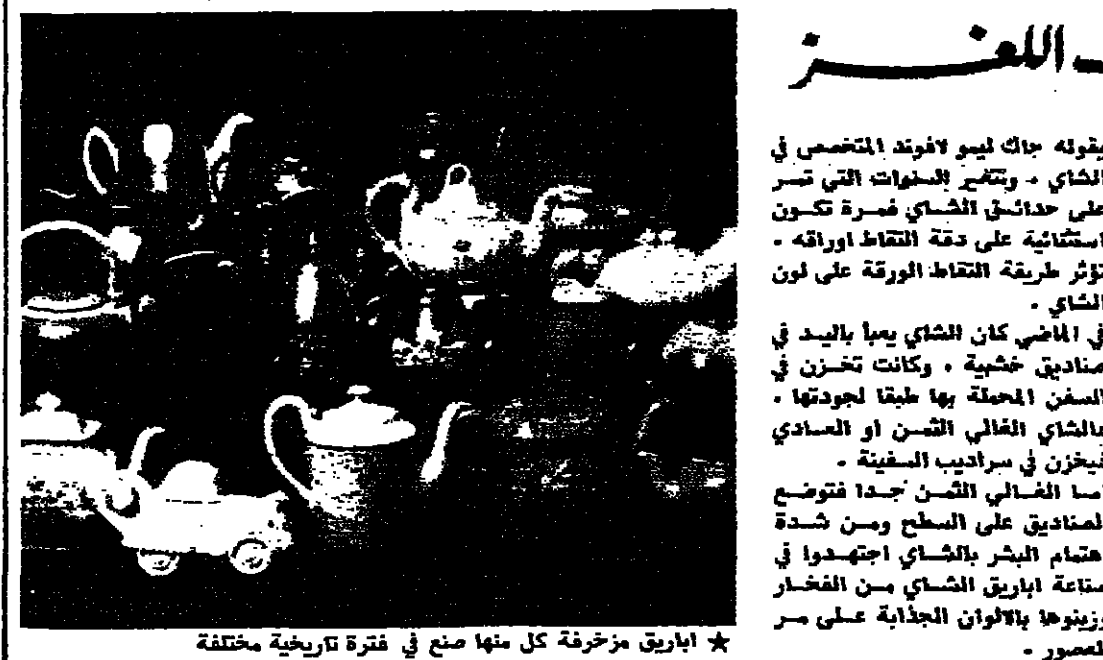 اللغز
يقوله جاك ليمو لافوند المتخصص في
الشاي . وتتغير السنوات التي تمر
على حدائق الشاي فمرة تكون
استثنائية على دقة التقاط اوراقه .
تؤثر طريقة التقاط الورقة على لون
الشاي .
في الماضي كان الشاي يعبأ باليد في
صناديق خشبية . وكانت تخزن في
السفن المحملة بها طبقا لجودتها .
فالشاي الغالي الثمن او العادي
فيخزن في سراديب السفينة .
اما الغالي الثمن جدا فتوضع
الصناديق على السطح ومن شدة
اهتمام البشر بالشاي اجتهدوا في
صناعة اباريق الشاي من الفخار
وزينوها بالالوان الجذابة على مر
العصور .
★ اباريق مزخرفة كل منها صنع في فترة تاريخية مختلفة